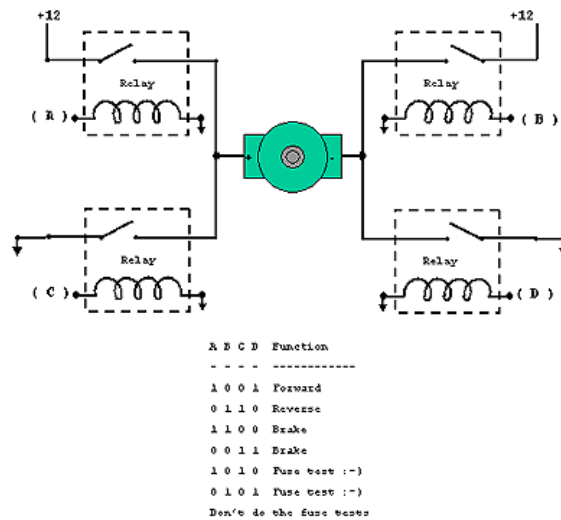 +12 +12
Relay Relay
( A ) ( B )
+ -
Relay Relay
( C ) ( D )
A B C D Function
- - - - ------------
1 0 0 1 Forward
0 1 1 0 Reverse
1 1 0 0 Brake
0 0 1 1 Brake
1 0 1 0 Fuse test :-)
0 1 0 1 Fuse test :-)
Don't do the fuse tests